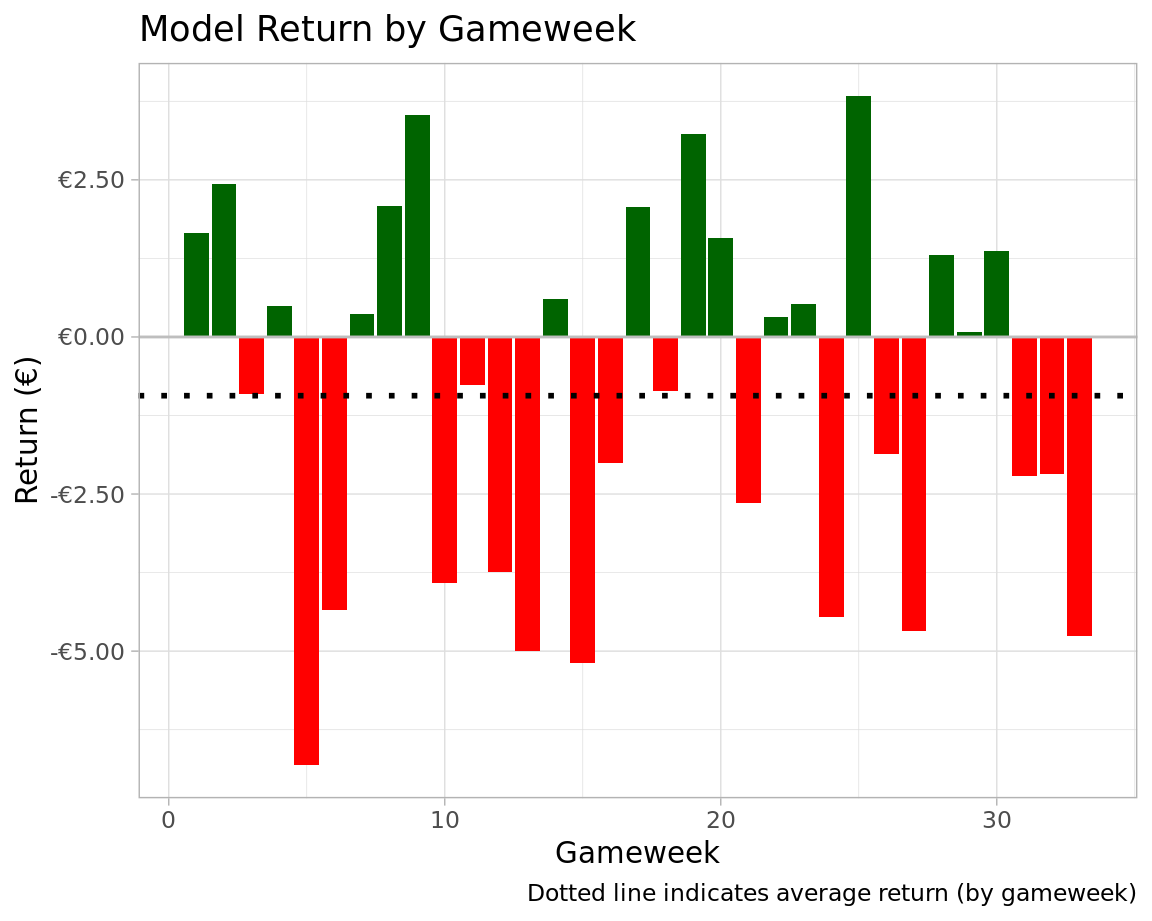 Model Return by Gameweek
Return (€)
€2.50
€0.00
-€2.50
-€5.00
0 10 20 30
Gameweek
Dotted line indicates average return (by gameweek)